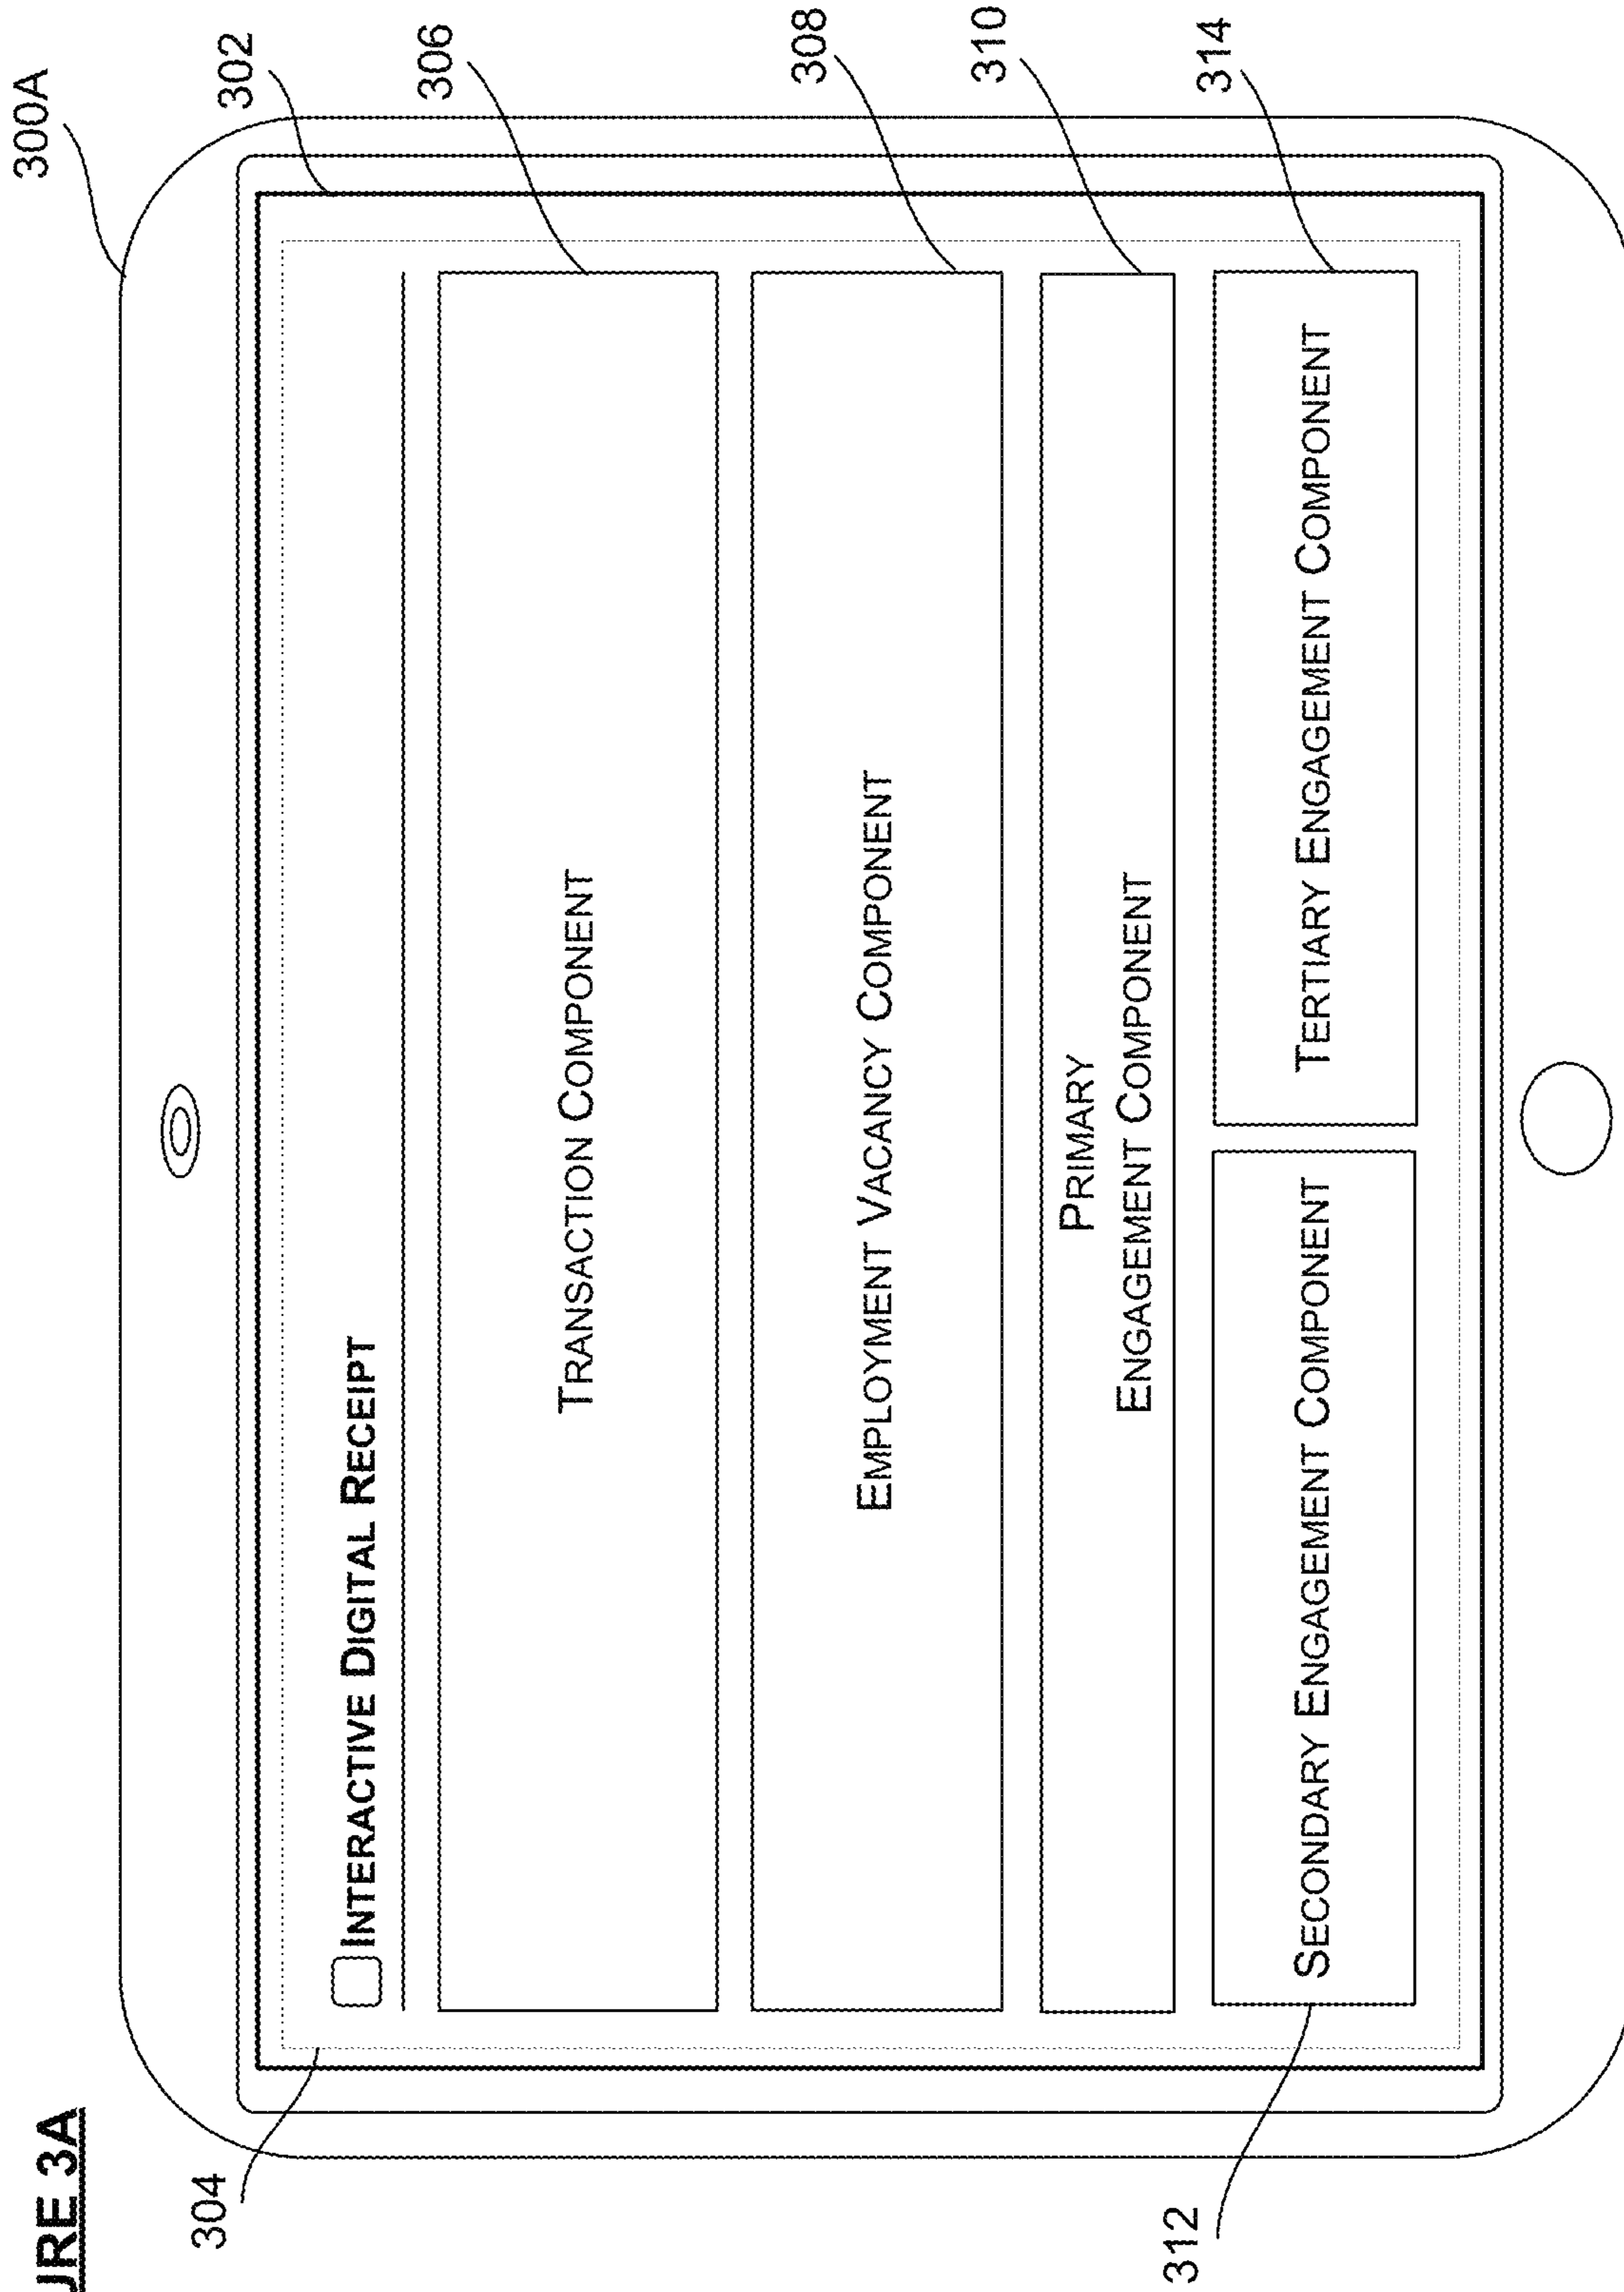 JRE 3A
300A
302
304
INTERACTIVE DIGITAL RECEIPT
306
TRANSACTION COMPONENT
308
EMPLOYMENT VACANCY COMPONENT
310
PRIMARY
ENGAGEMENT COMPONENT
312
SECONDARY ENGAGEMENT COMPONENT
314
TERTIARY ENGAGEMENT COMPONENT